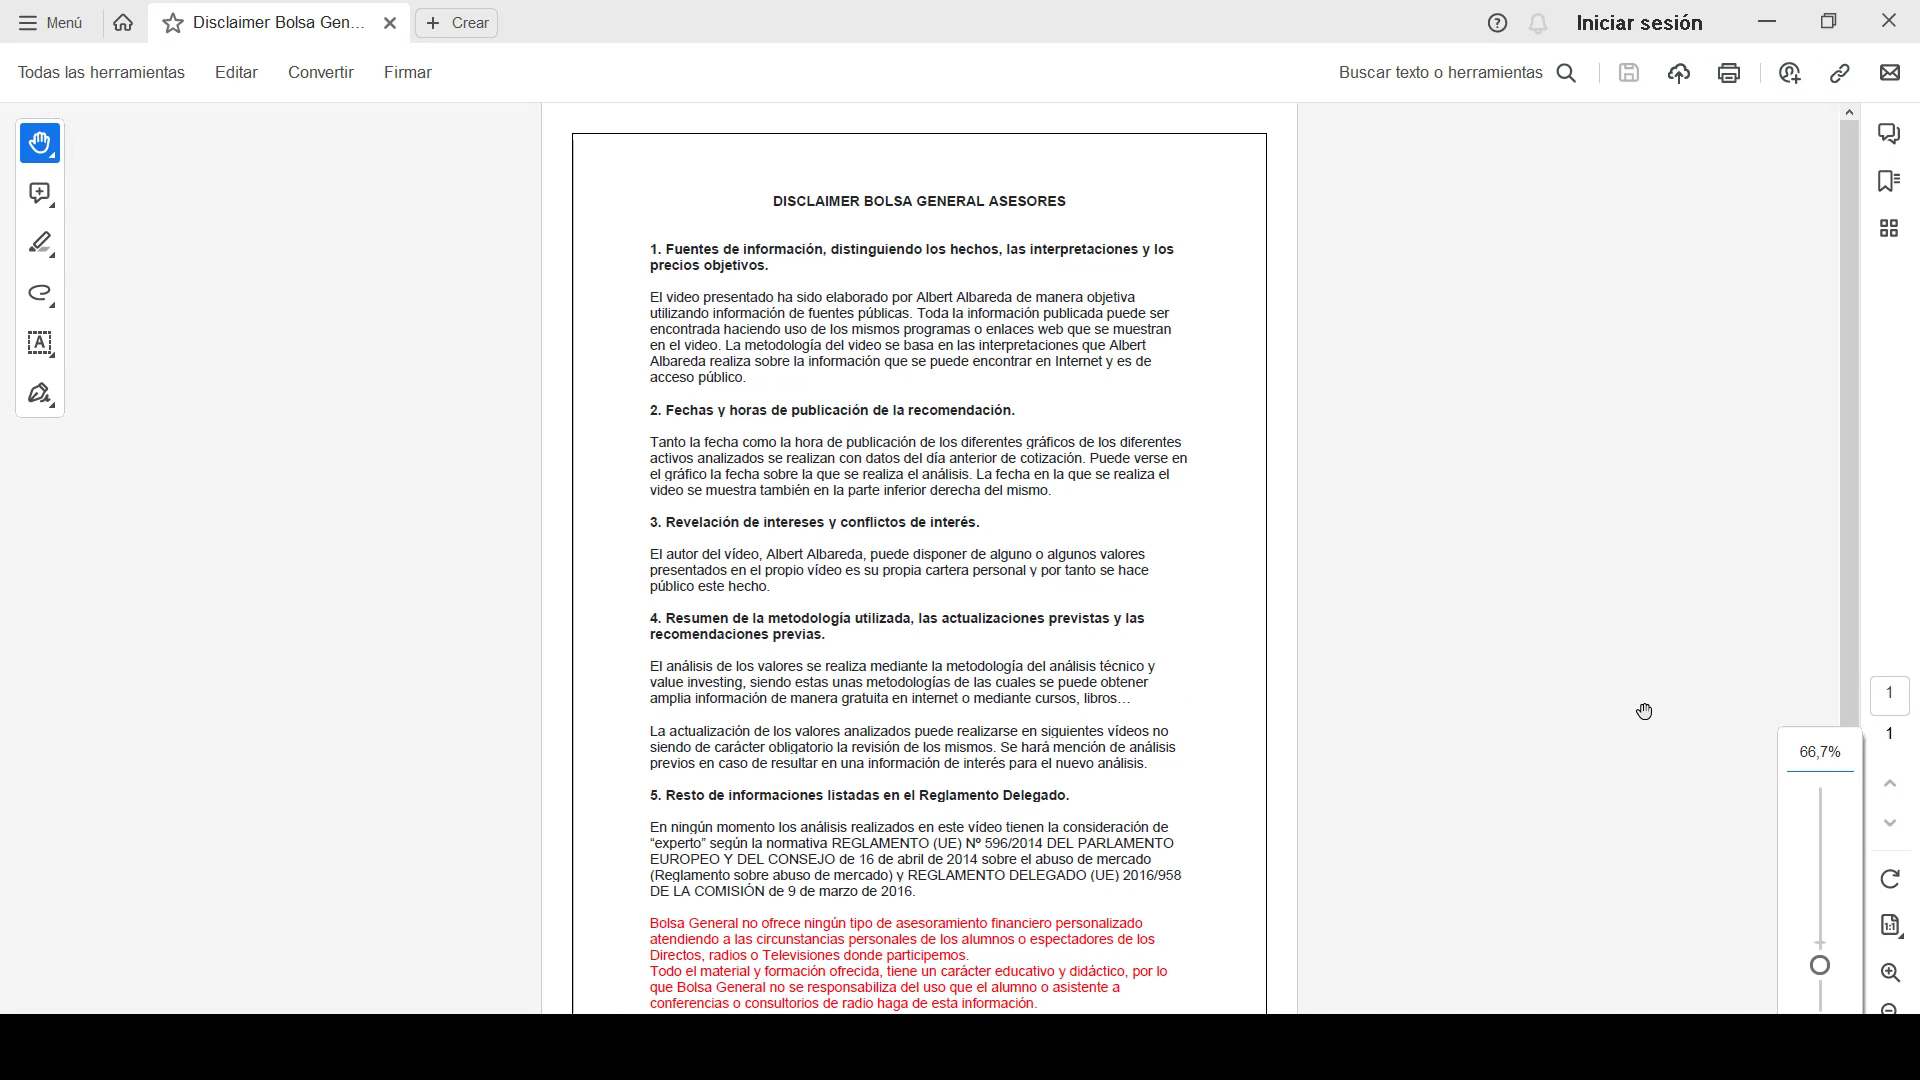 Menú
Disclaimer Bolsa Gen...
Crear
Iniciar sesión
Todas las herramientas
Editar
Convertir
Firmar
Buscar texto o herramientas
DISCLAIMER BOLSA GENERAL ASESORES
1. Fuentes de información, distinguiendo los hechos, las interpretaciones y los
precios objetivos.
El video presentado ha sido elaborado por Albert Albareda de manera objetiva
utilizando información de fuentes públicas. Toda la información publicada puede ser
encontrada haciendo uso de los mismos programas o enlaces web que se muestran
en el video. La metodología del video se basa en las interpretaciones que Albert
Albareda realiza sobre la información que se puede encontrar en Internet y es de
acceso público.
2. Fechas y horas de publicación de la recomendación.
Tanto la fecha como la hora de publicación de los diferentes gráficos de los diferentes
activos analizados se realizan con datos del día anterior de cotización. Puede verse en
el gráfico la fecha sobre la que se realiza el análisis. La fecha en la que se realiza el
video se muestra también en la parte inferior derecha del mismo.
3. Revelación de intereses y conflictos de interés.
El autor del vídeo, Albert Albareda, puede disponer de alguno o algunos valores
presentados en el propio vídeo es su propia cartera personal y por tanto se hace
público este hecho.
4. Resumen de la metodología utilizada, las actualizaciones previstas y las
recomendaciones previas.
El análisis de los valores se realiza mediante la metodología del análisis técnico y
value investing, siendo estas unas metodologías de las cuales se puede obtener
amplia información de manera gratuita en internet o mediante cursos, libros…
La actualización de los valores analizados puede realizarse en siguientes vídeos no
siendo de carácter obligatorio la revisión de los mismos. Se hará mención de análisis
previos en caso de resultar en una información de interés para el nuevo análisis.
5. Resto de informaciones listadas en el Reglamento Delegado.
En ningún momento los análisis realizados en este vídeo tienen la consideración de
“experto” según la normativa REGLAMENTO (UE) Nº 596/2014 DEL PARLAMENTO
EUROPEO Y DEL CONSEJO de 16 de abril de 2014 sobre el abuso de mercado
(Reglamento sobre abuso de mercado) y REGLAMENTO DELEGADO (UE) 2016/958
DE LA COMISIÓN de 9 de marzo de 2016.
Bolsa General no ofrece ningún tipo de asesoramiento financiero personalizado
atendiendo a las circunstancias personales de los alumnos o espectadores de los
Directos, radios o Televisiones donde participemos.
Todo el material y formación ofrecida, tiene un carácter educativo y didáctico, por lo
que Bolsa General no se responsabiliza del uso que el alumno o asistente a
conferencias o consultorios de radio haga de esta información.
1
1
66,7%